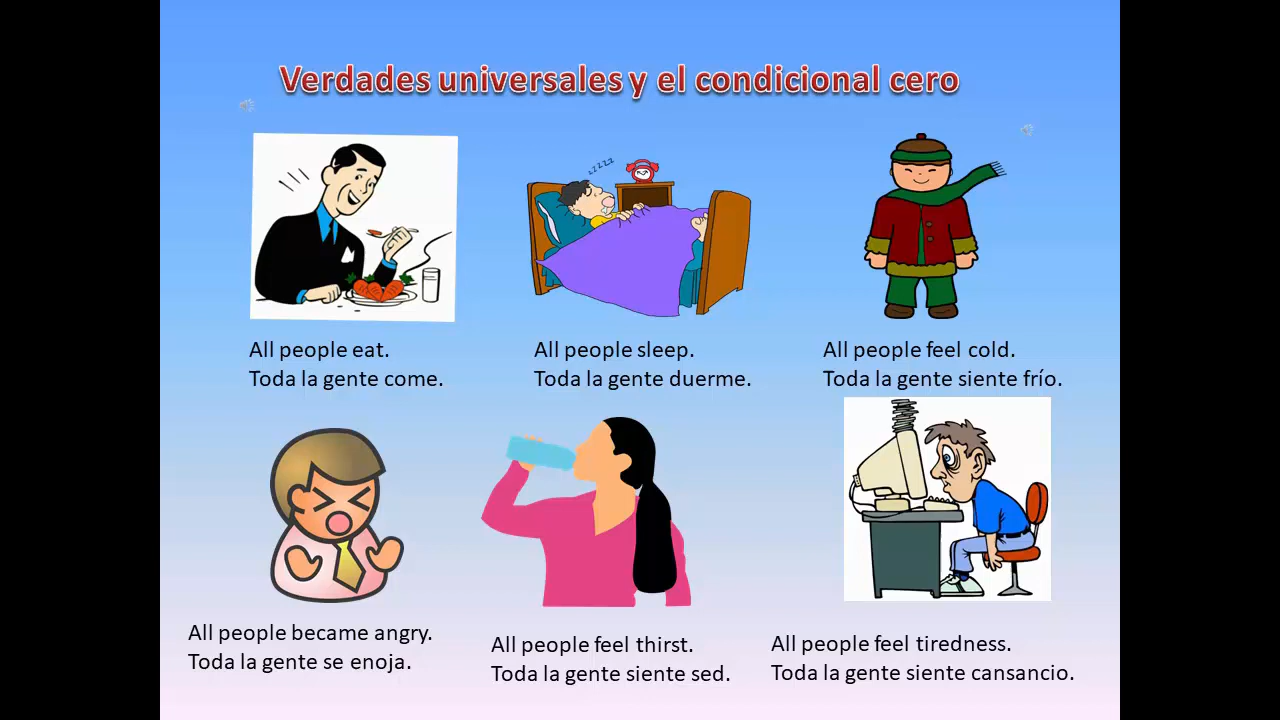 Verdades universales y el condicional cero
zzzzz
All people eat.
Toda la gente come.
All people sleep.
Toda la gente duerme.
All people feel cold.
Toda la gente siente frío.
All people became angry.
Toda la gente se enoja.
All people feel thirst.
Toda la gente siente sed.
All people feel tiredness.
Toda la gente siente cansancio.